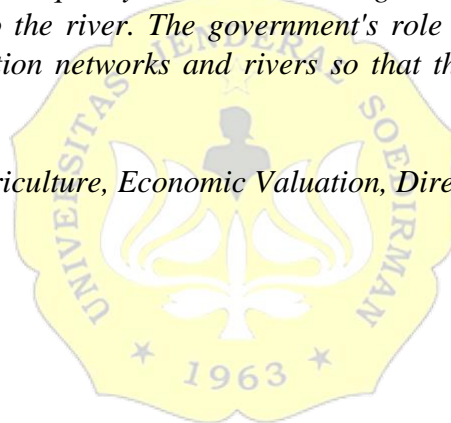 o the river. The government's role
tion networks and rivers so that th
riculture, Economic Valuation, Dire
UNIVERSITAS JENDERAL SOEDIRMAN
1963